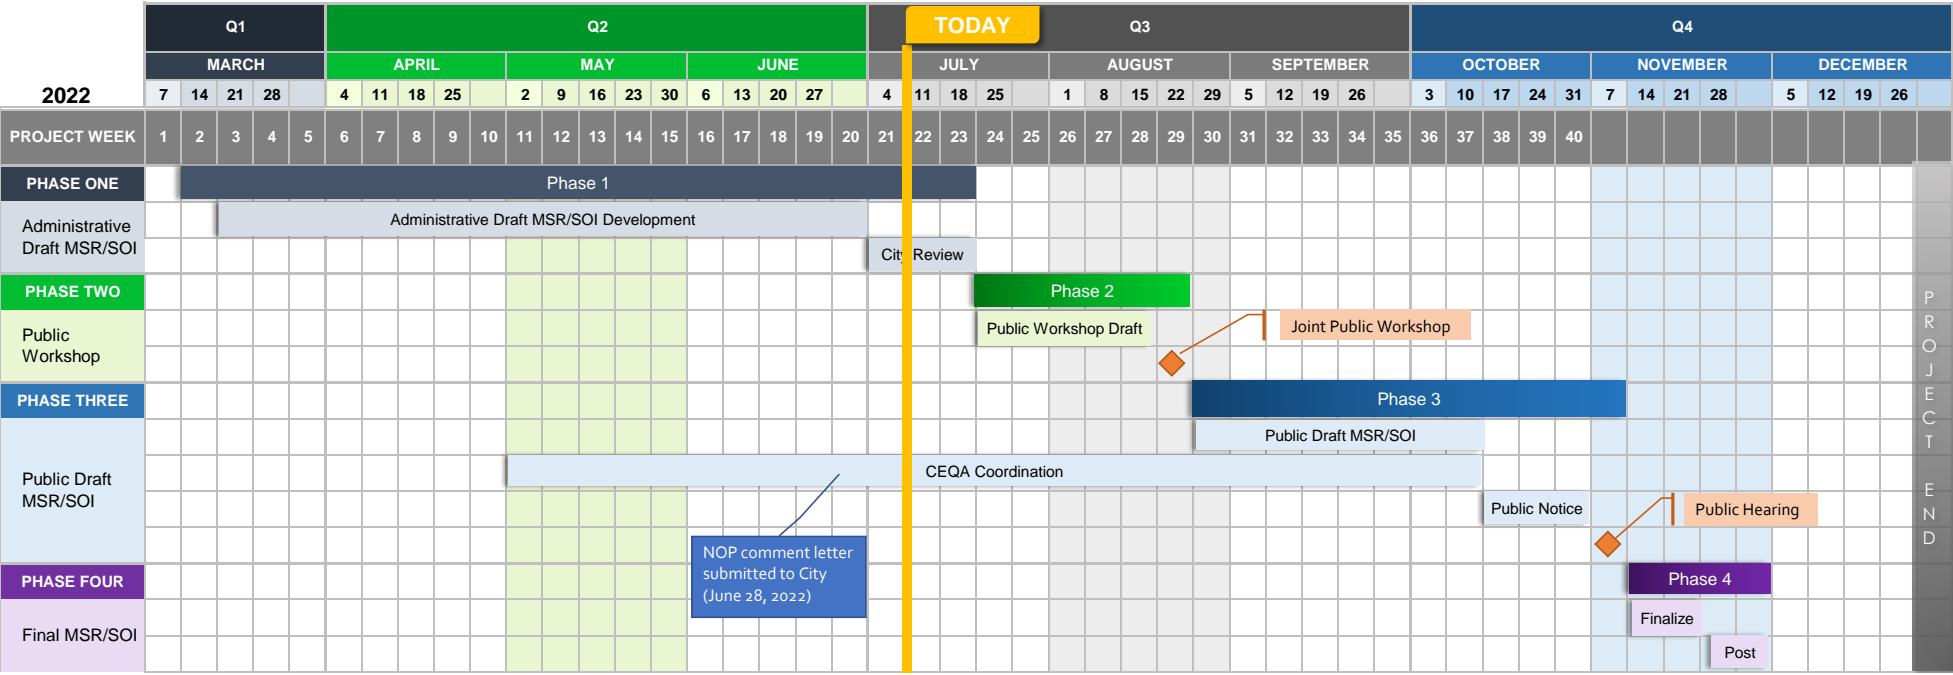 Q1 Q2 TODAY Q3 Q4
MARCH APRIL MAY JUNE JULY AUGUST SEPTEMBER OCTOBER NOVEMBER DECEMBER
2022 7 14 21 28 4 11 18 25 2 9 16 23 30 6 13 20 27 4 11 18 25 1 8 15 22 29 5 12 19 26 3 10 17 24 31 7 14 21 28 5 12 19 26
PROJECT WEEK 1 2 3 4 5 6 7 8 9 10 11 12 13 14 15 16 17 18 19 20 21 22 23 24 25 26 27 28 29 30 31 32 33 34 35 36 37 38 39 40
PHASE ONE Phase 1
Administrative
Draft MSR/SOI
Administrative Draft MSR/SOI Development
City Review
PHASE TWO Phase 2
Public
Workshop
Public Workshop Draft
Joint Public Workshop
PHASE THREE Phase 3
Public Draft MSR/SOI
Public Draft
MSR/SOI
CEQA Coordination
Public Notice
Public Hearing
NOP comment letter
submitted to City
(June 28, 2022)
PHASE FOUR Phase 4
Final MSR/SOI
Finalize
Post
PROJECT END